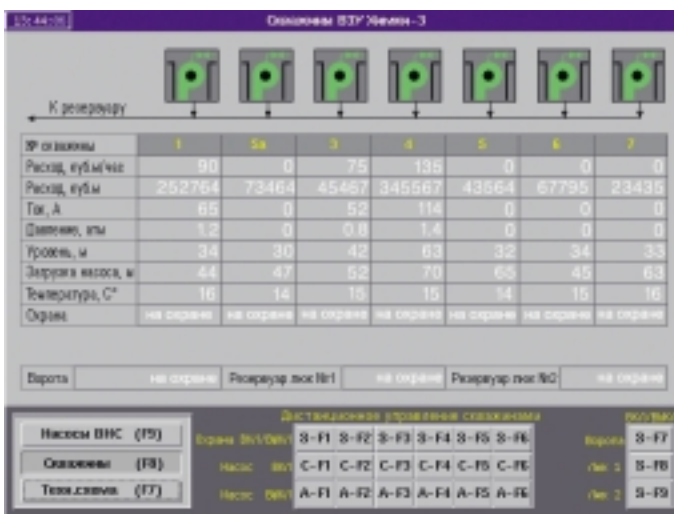 Скважины ВЗУ Химки-3
К резервуару
№ скважины 1 5а 3 4 5 6 7
Расход, куб.м/час 90 0 75 135 0 0 0
Расход, куб.м 252764 73464 45467 345567 43564 67795 23435
Ток, А 65 0 52 114 0 0 0
Давление, атм 1.2 0 0.8 1.4 0 0 0
Уровень, м 34 30 42 63 32 34 33
Загрузка насоса, м 44 47 52 70 65 45 63
Температура, С° 16 14 15 15 14 15 16
Охрана на охране на охране на охране на охране на охране на охране на охране
Ворота на охране Резервуар люк №1 на охране Резервуар люк №2 на охране
Дистанционное управление скважинами
Насосы ВНС (F9)
Охрана S-F1 S-F2 S-F3 S-F4 S-F5 S-F6 Ворота S-F7
Скважины (F8)
Насос C-F1 C-F2 C-F3 C-F4 C-F5 C-F6 Люк 1 S-F8
Техн.схема (F7)
Насос A-F1 A-F2 A-F3 A-F4 A-F5 A-F6 Люк 2 S-F9